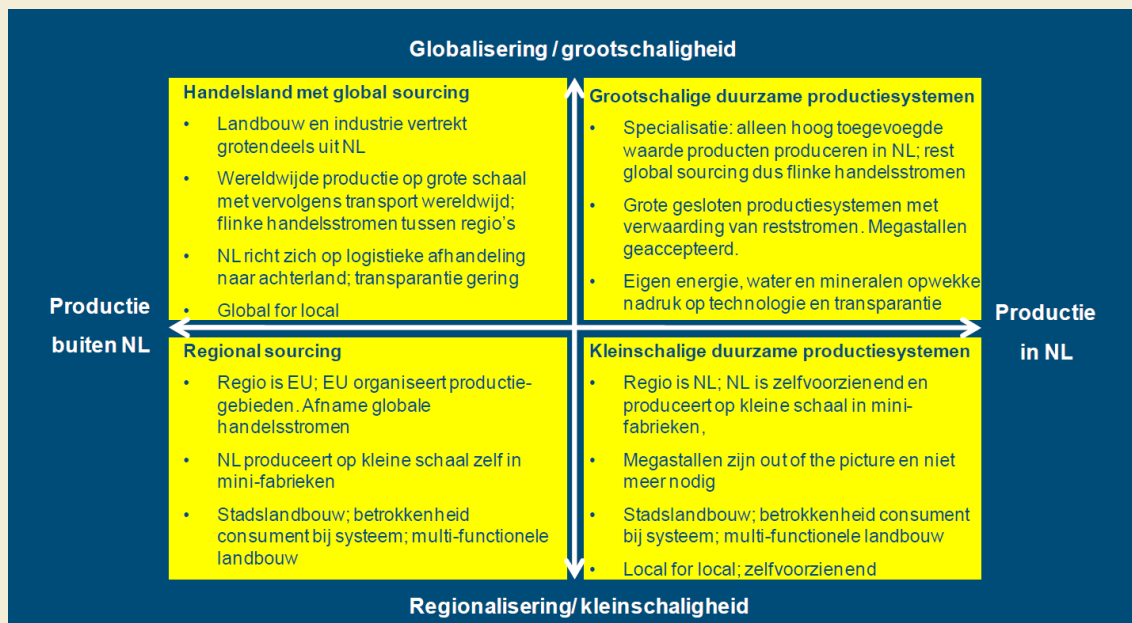 Globalisering / grootschaligheid
Handelsland met global sourcing
• Landbouw en industrie vertrekt
grotendeels uit NL
• Wereldwijde productie op grote schaal
met vervolgens transport wereldwijd;
flinke handelsstromen tussen regio's
• NL richt zich op logistieke afhandeling
naar achterland; transparantie gering
• Global for local
Grootschalige duurzame productiesystemen
• Specialisatie: alleen hoog toegevoegde
waarde producten produceren in NL; rest
global sourcing dus flinke handelsstromen
• Grote gesloten productiesystemen met
verwaarding van reststromen. Megastallen
geaccepteerd.
• Eigen energie, water en mineralen opwekke
nadruk op technologie en transparantie
Productie
buiten NL
Productie
in NL
Regional sourcing
• Regio is EU; EU organiseert productie-
gebieden. Afname globale
handelsstromen
• NL produceert op kleine schaal zelf in
mini-fabrieken
• Stadslandbouw; betrokkenheid
consument bij systeem; multi-functionele
landbouw
Kleinschalige duurzame productiesystemen
• Regio is NL; NL is zelfvoorzienend en
produceert op kleine schaal in mini-
fabrieken,
• Megastallen zijn out of the picture en niet
meer nodig
• Stadslandbouw; betrokkenheid consument
bij systeem; multi-functionele landbouw
• Local for local; zelfvoorzienend
Regionalisering/ kleinschaligheid